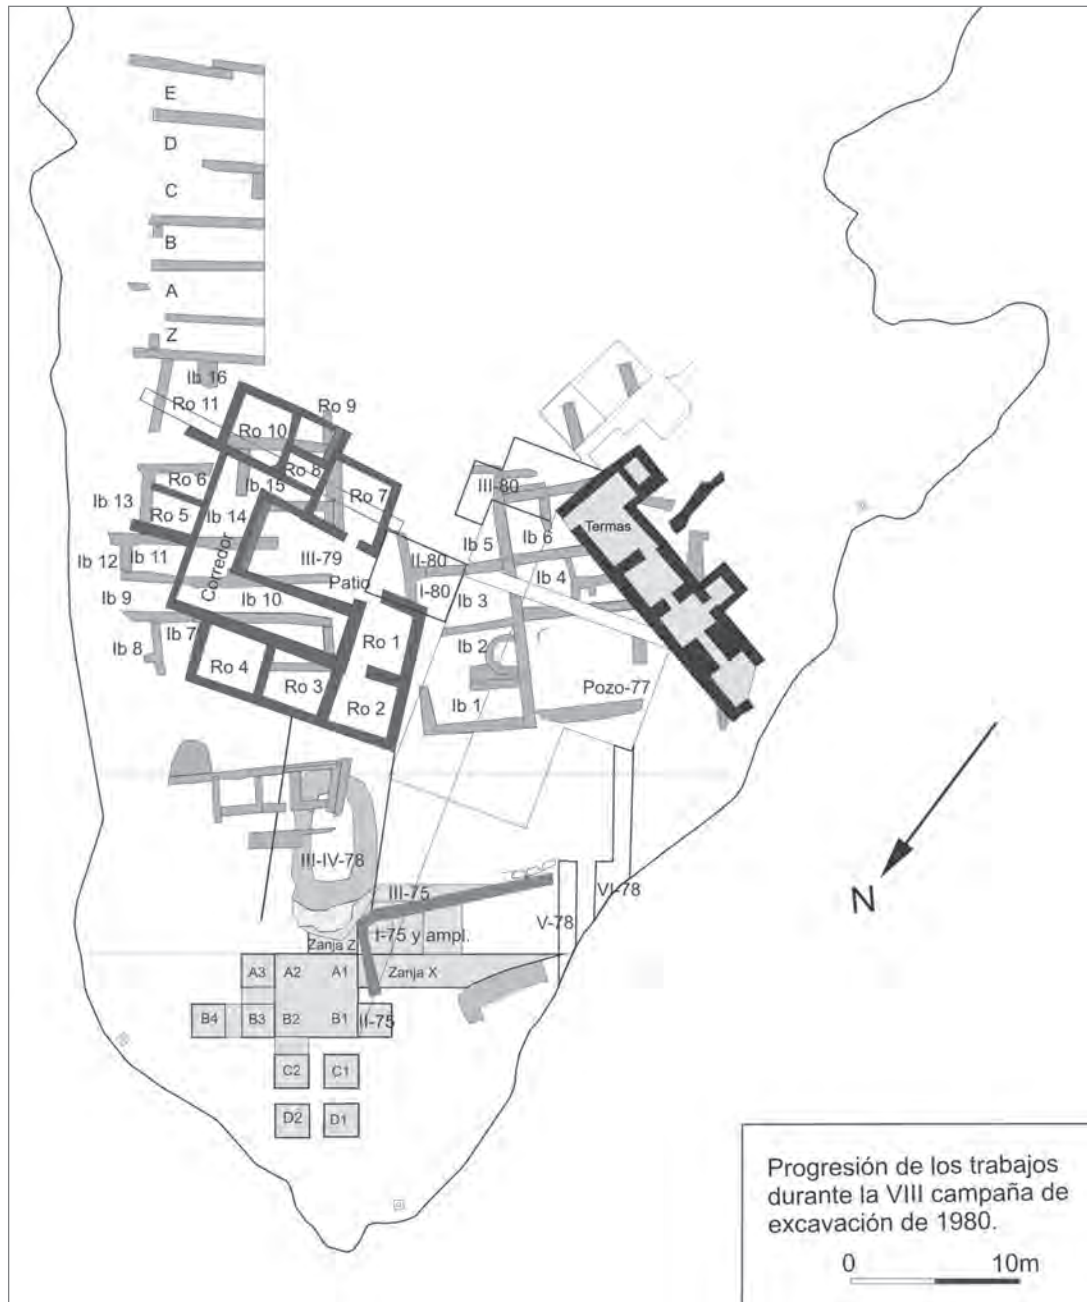 E
D
C
B
A
Z
Ib 16
Ro 11
Ro 9
Ro 10
Ro 8
Ro 6
Ib 15
Ro 7
III-80
Ib 13
Ro 5
Ib 14
Termas
Ib 5
Ib 6
Ib 12
Ib 11
Corredor
III-79
II-80
Ib 4
Patio
I-80
Ib 9
Ib 10
Ib 3
Ib 7
Ro 1
Ib 8
Ib 2
Ro 4
Ro 3
Ro 2
Ib 1
Pozo-77
N
III-IV-78
III-75
VI-78
V-78
I-75 y ampl.
Zanja Z
A3
A2
A1
Zanja X
B4
B3
B2
B1
II-75
C2
C1
D2
D1
Progresión de los trabajos
durante la VIII campaña de
excavación de 1980.
0 10m